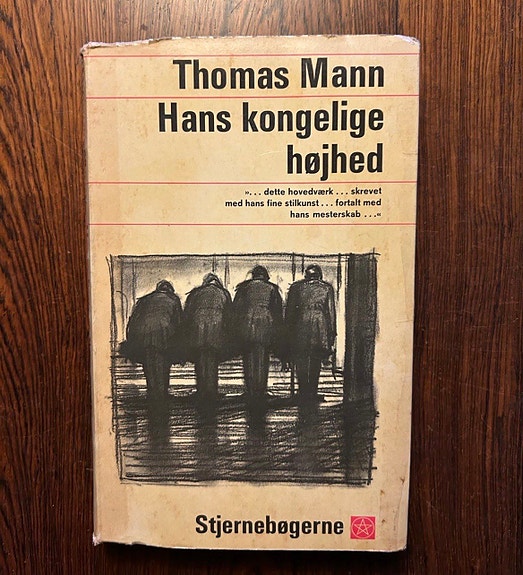 Thomas Mann
Hans kongelige
højhed
»... dette hovedværk ... skrevet
med hans fine stilkunst ... fortalt med
hans mesterskab ...«
Stjernebøgerne